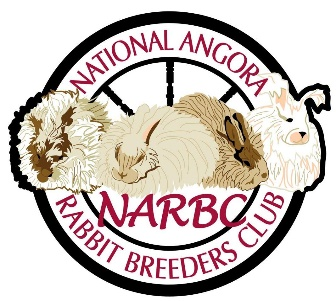 NATIONAL ANGORA
NARBC
RABBIT BREEDERS CLUB